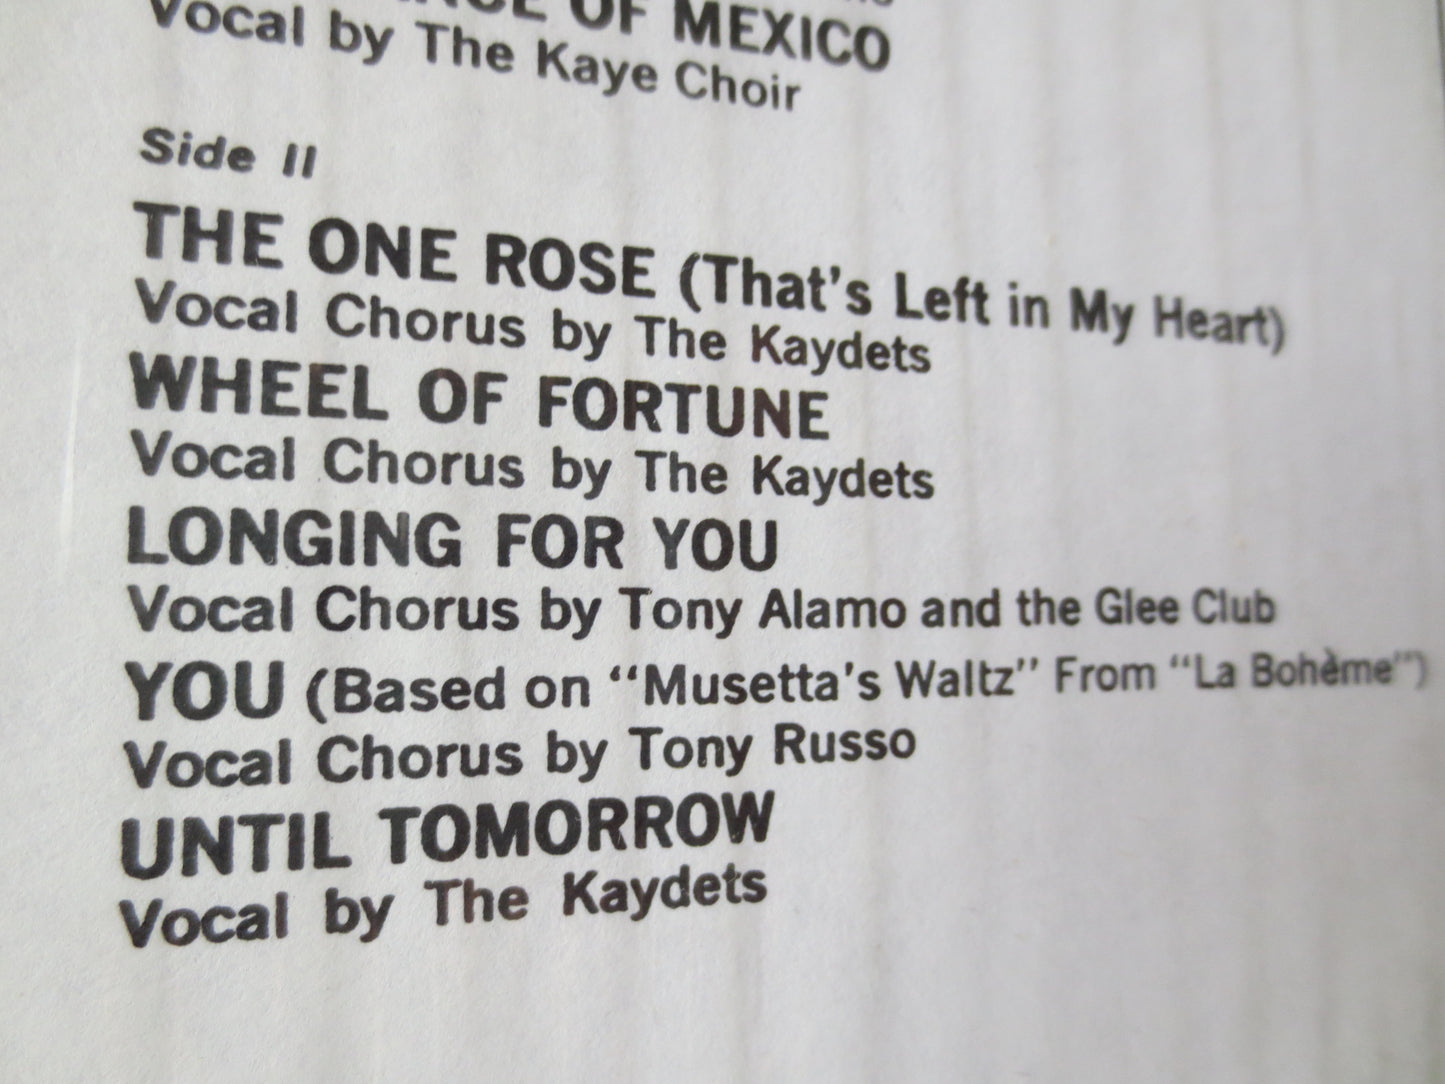 OF MEXICO
Vocal by The Kaye Choir
Side II
THE ONE ROSE (That's Left in My Heart)
Vocal Chorus by The Kaydets
WHEEL OF FORTUNE
Vocal Chorus by The Kaydets
LONGING FOR YOU
Vocal Chorus by Tony Alamo and the Glee Club
YOU (Based on "Musetta's Waltz" From "La Bohème")
Vocal Chorus by Tony Russo
UNTIL TOMORROW
Vocal by The Kaydets